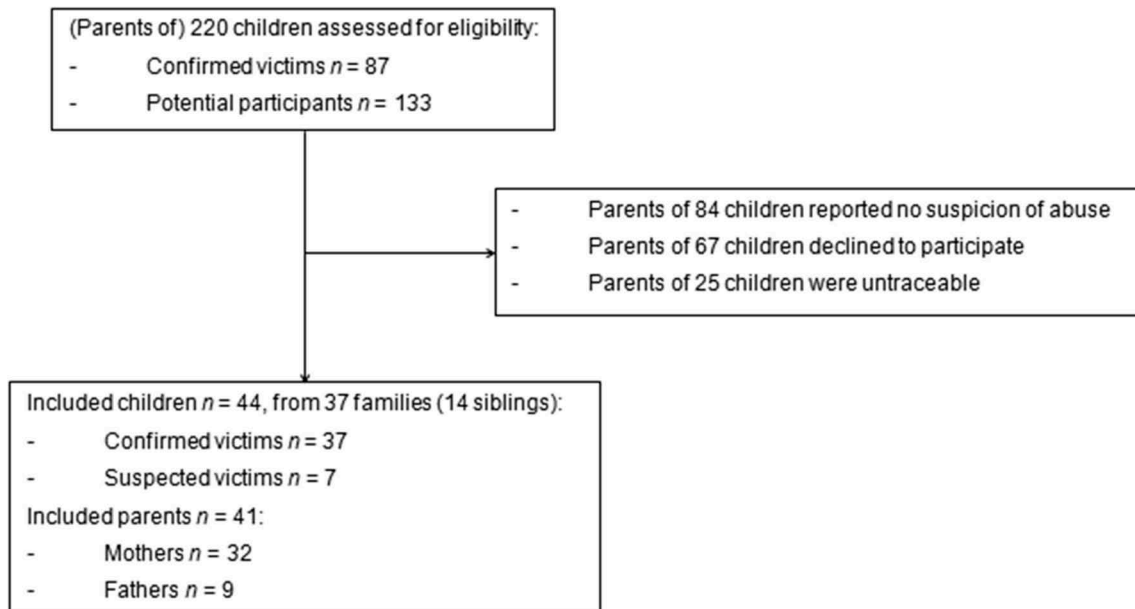 (Parents of) 220 children assessed for eligibility:
- Confirmed victims n = 87
- Potential participants n = 133
- Parents of 84 children reported no suspicion of abuse
- Parents of 67 children declined to participate
- Parents of 25 children were untraceable
Included children n = 44, from 37 families (14 siblings):
- Confirmed victims n = 37
- Suspected victims n = 7
Included parents n = 41:
- Mothers n = 32
- Fathers n = 9